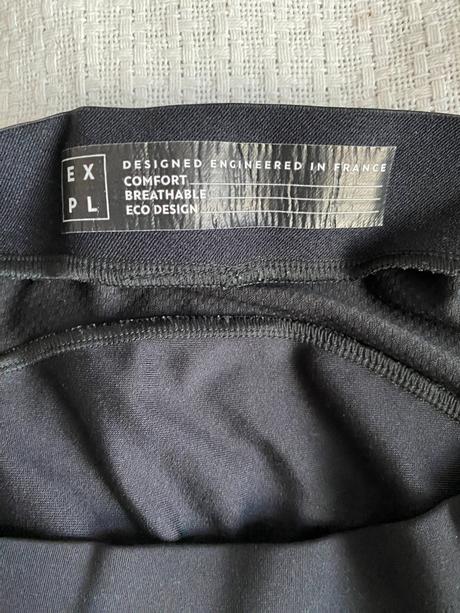 EX
PL
DESIGNED ENGINEERED IN FRANCE
COMFORT
BREATHABLE
ECO DESIGN